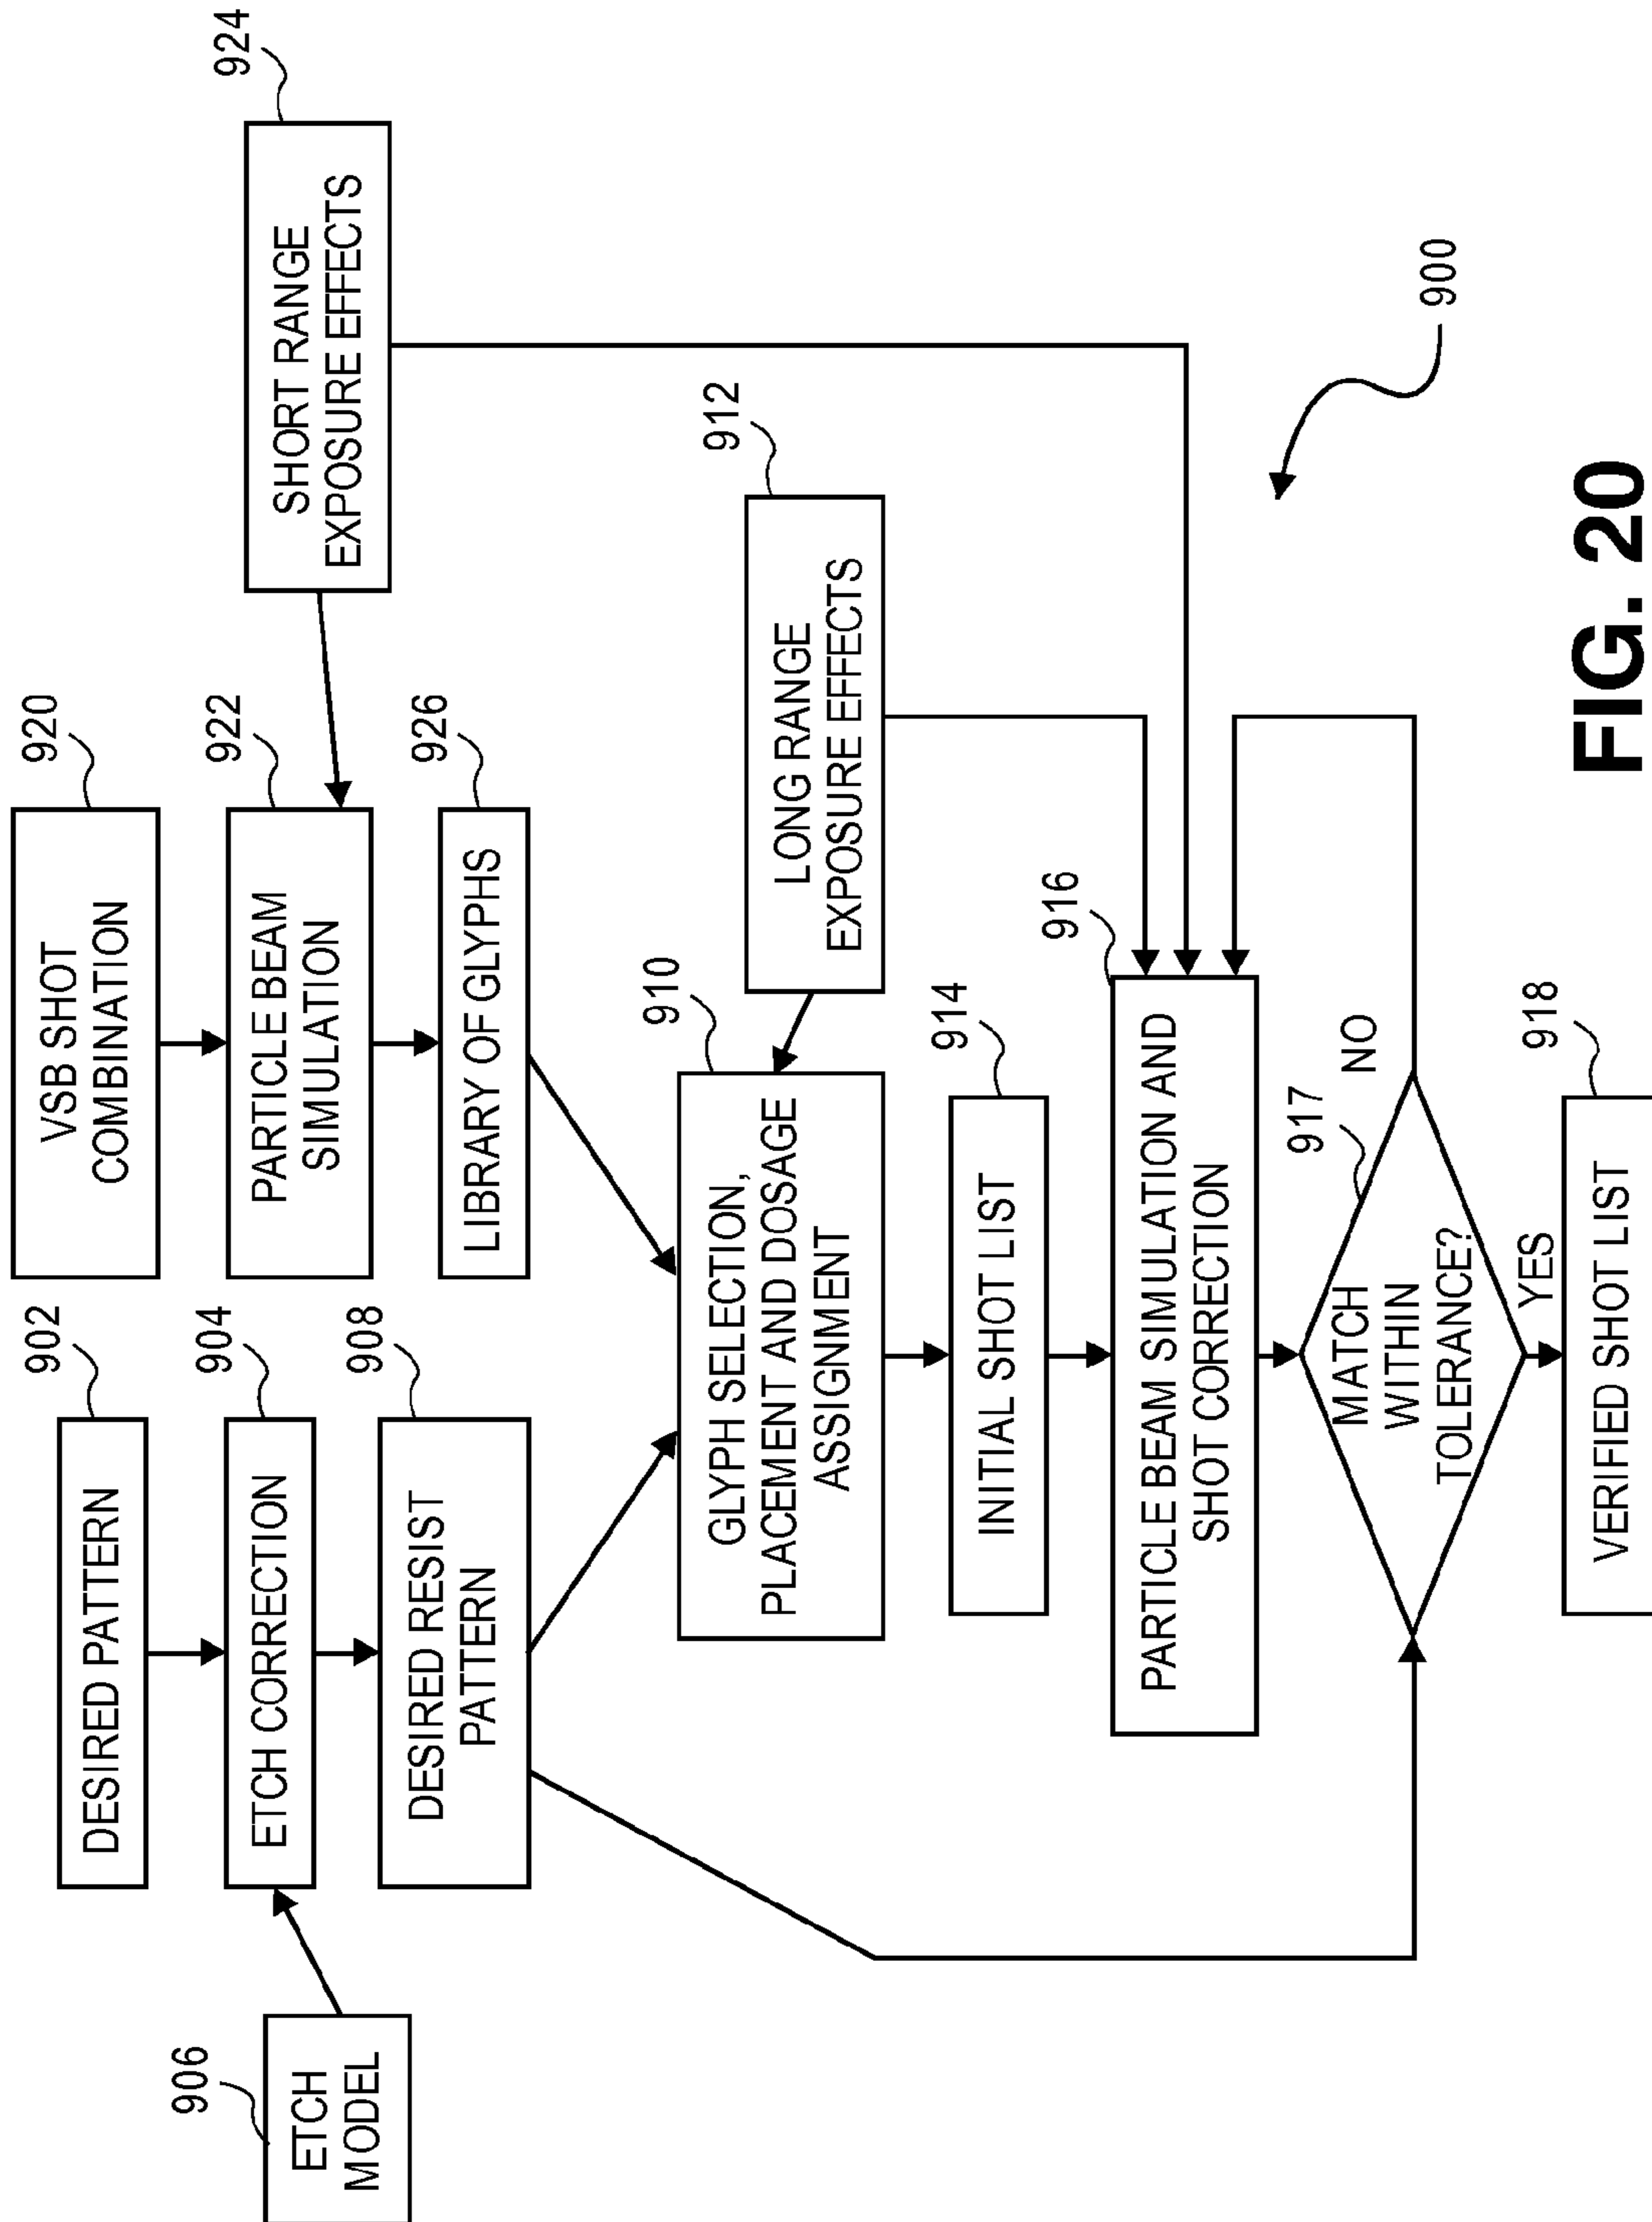 902
DESIRED PATTERN
906
ETCH
MODEL
904
ETCH CORRECTION
908
DESIRED RESIST
PATTERN
920
VSB SHOT
COMBINATION
922
PARTICLE BEAM
SIMULATION
926
LIBRARY OF GLYPHS
924
SHORT RANGE
EXPOSURE EFFECTS
910
GLYPH SELECTION,
PLACEMENT AND DOSAGE
ASSIGNMENT
912
LONG RANGE
EXPOSURE EFFECTS
914
INITIAL SHOT LIST
916
PARTICLE BEAM SIMULATION AND
SHOT CORRECTION
917
MATCH
WITHIN
TOLERANCE?
NO
YES
918
VERIFIED SHOT LIST
900
FIG. 20